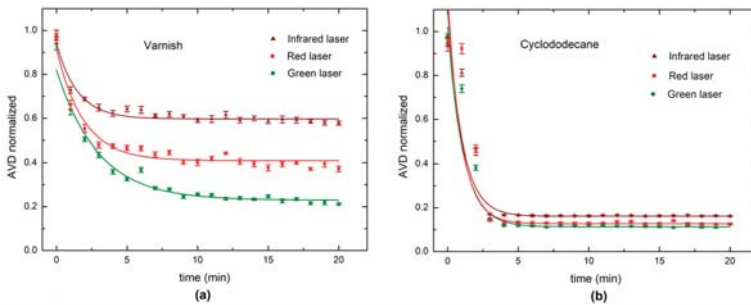 Varnish
Infrared laser
Red laser
Green laser
AVD normalized
1.0
0.8
0.6
0.4
0.2
0.0
0
5
10
15
20
time (min)
(a)
Cyclododecane
Infrared laser
Red laser
Green laser
AVD normalized
1.0
0.8
0.6
0.4
0.2
0.0
0
5
10
15
20
time (min)
(b)